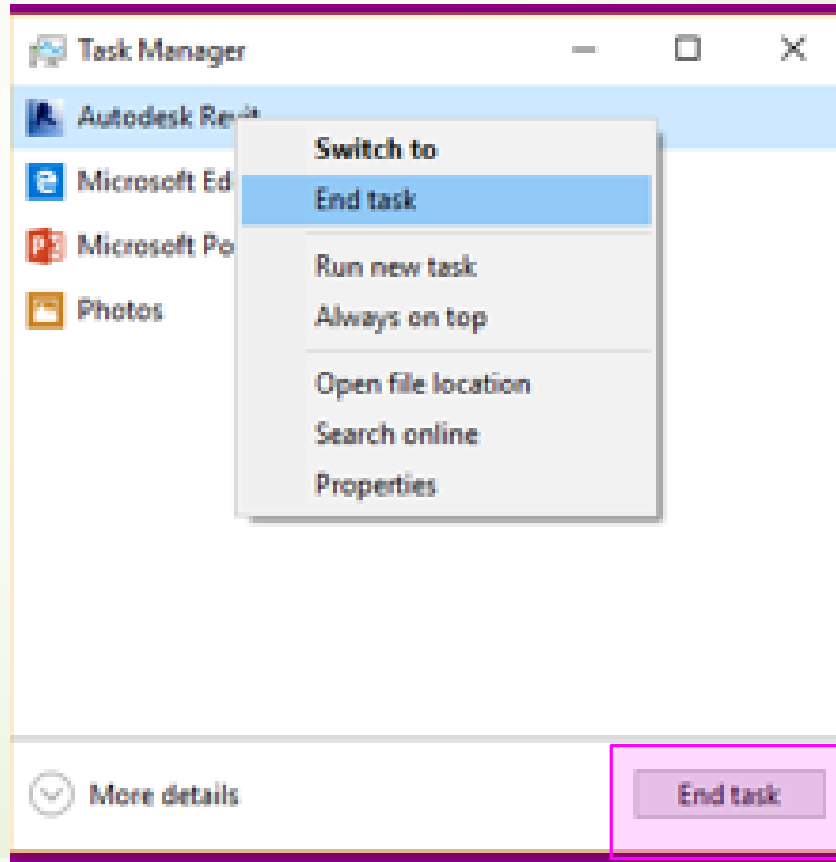 Task Manager
Autodesk Revit
Switch to
End task
Microsoft Ed
Microsoft Po
Run new task
Photos
Always on top
Open file location
Search online
Properties
More details
End task